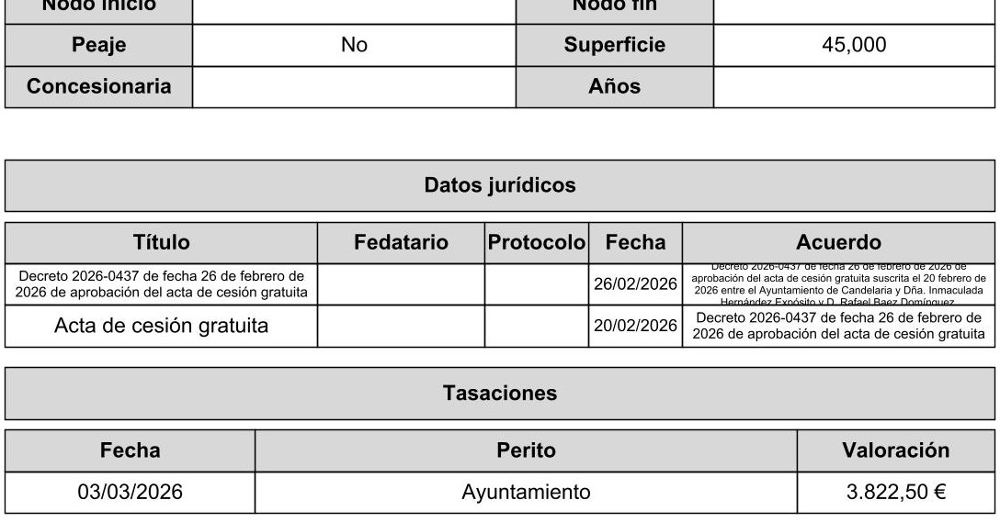 Nodo inicio Nodo fin
Peaje No Superficie 45,000
Concesionaria Años
Datos jurídicos
Título Fedatario Protocolo Fecha Acuerdo
Decreto 2026-0437 de fecha 26 de febrero de
2026 de aprobación del acta de cesión gratuita
26/02/2026
Decreto 2026-0437 de fecha 26 de febrero de 2026 de
aprobación del acta de cesión gratuita suscrita el 20 febrero de
2026 entre el Ayuntamiento de Candelaria y Dña. Inmaculada
Hernández Expósito y D. Rafael Baez Domínguez
Acta de cesión gratuita
20/02/2026
Decreto 2026-0437 de fecha 26 de febrero de
2026 de aprobación del acta de cesión gratuita
Tasaciones
Fecha Perito Valoración
03/03/2026 Ayuntamiento 3.822,50 €